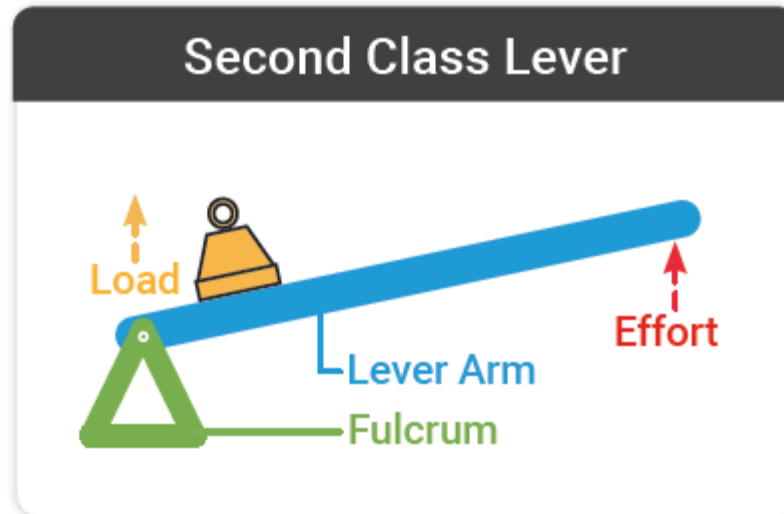 Second Class Lever
Load
Effort
Lever Arm
Fulcrum